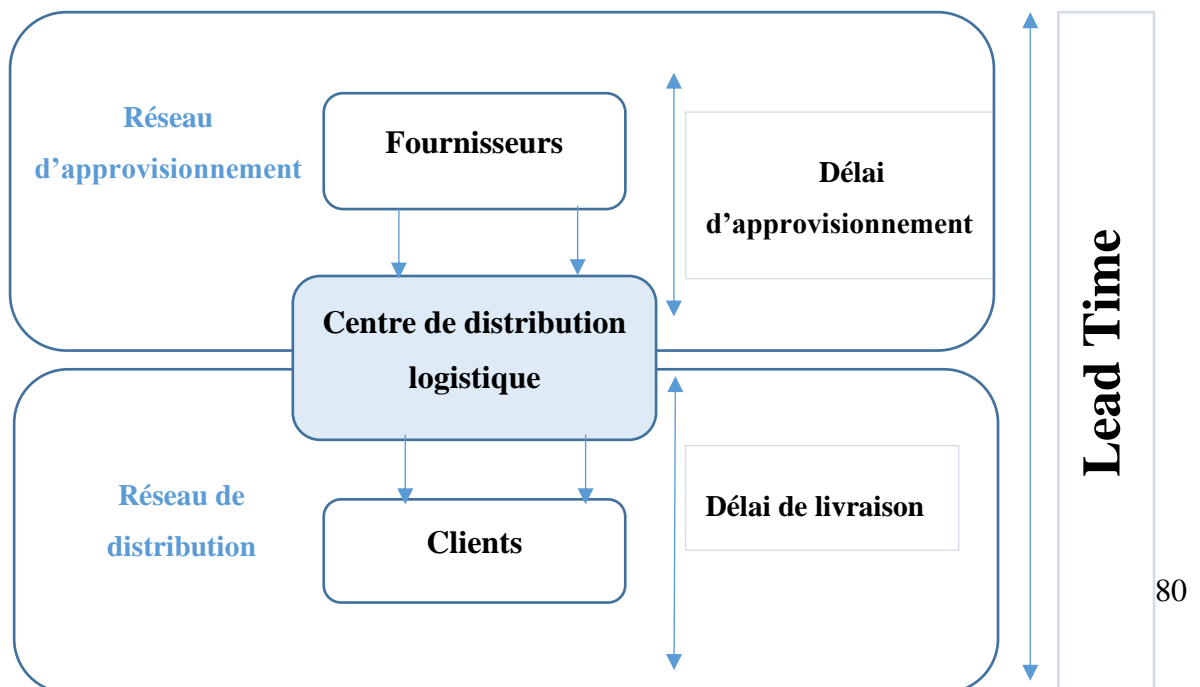 Réseau
d’approvisionnement
Fournisseurs
Délai
d’approvisionnement
Centre de distribution
logistique
Réseau de
distribution
Clients
Délai de livraison
Lead Time
80